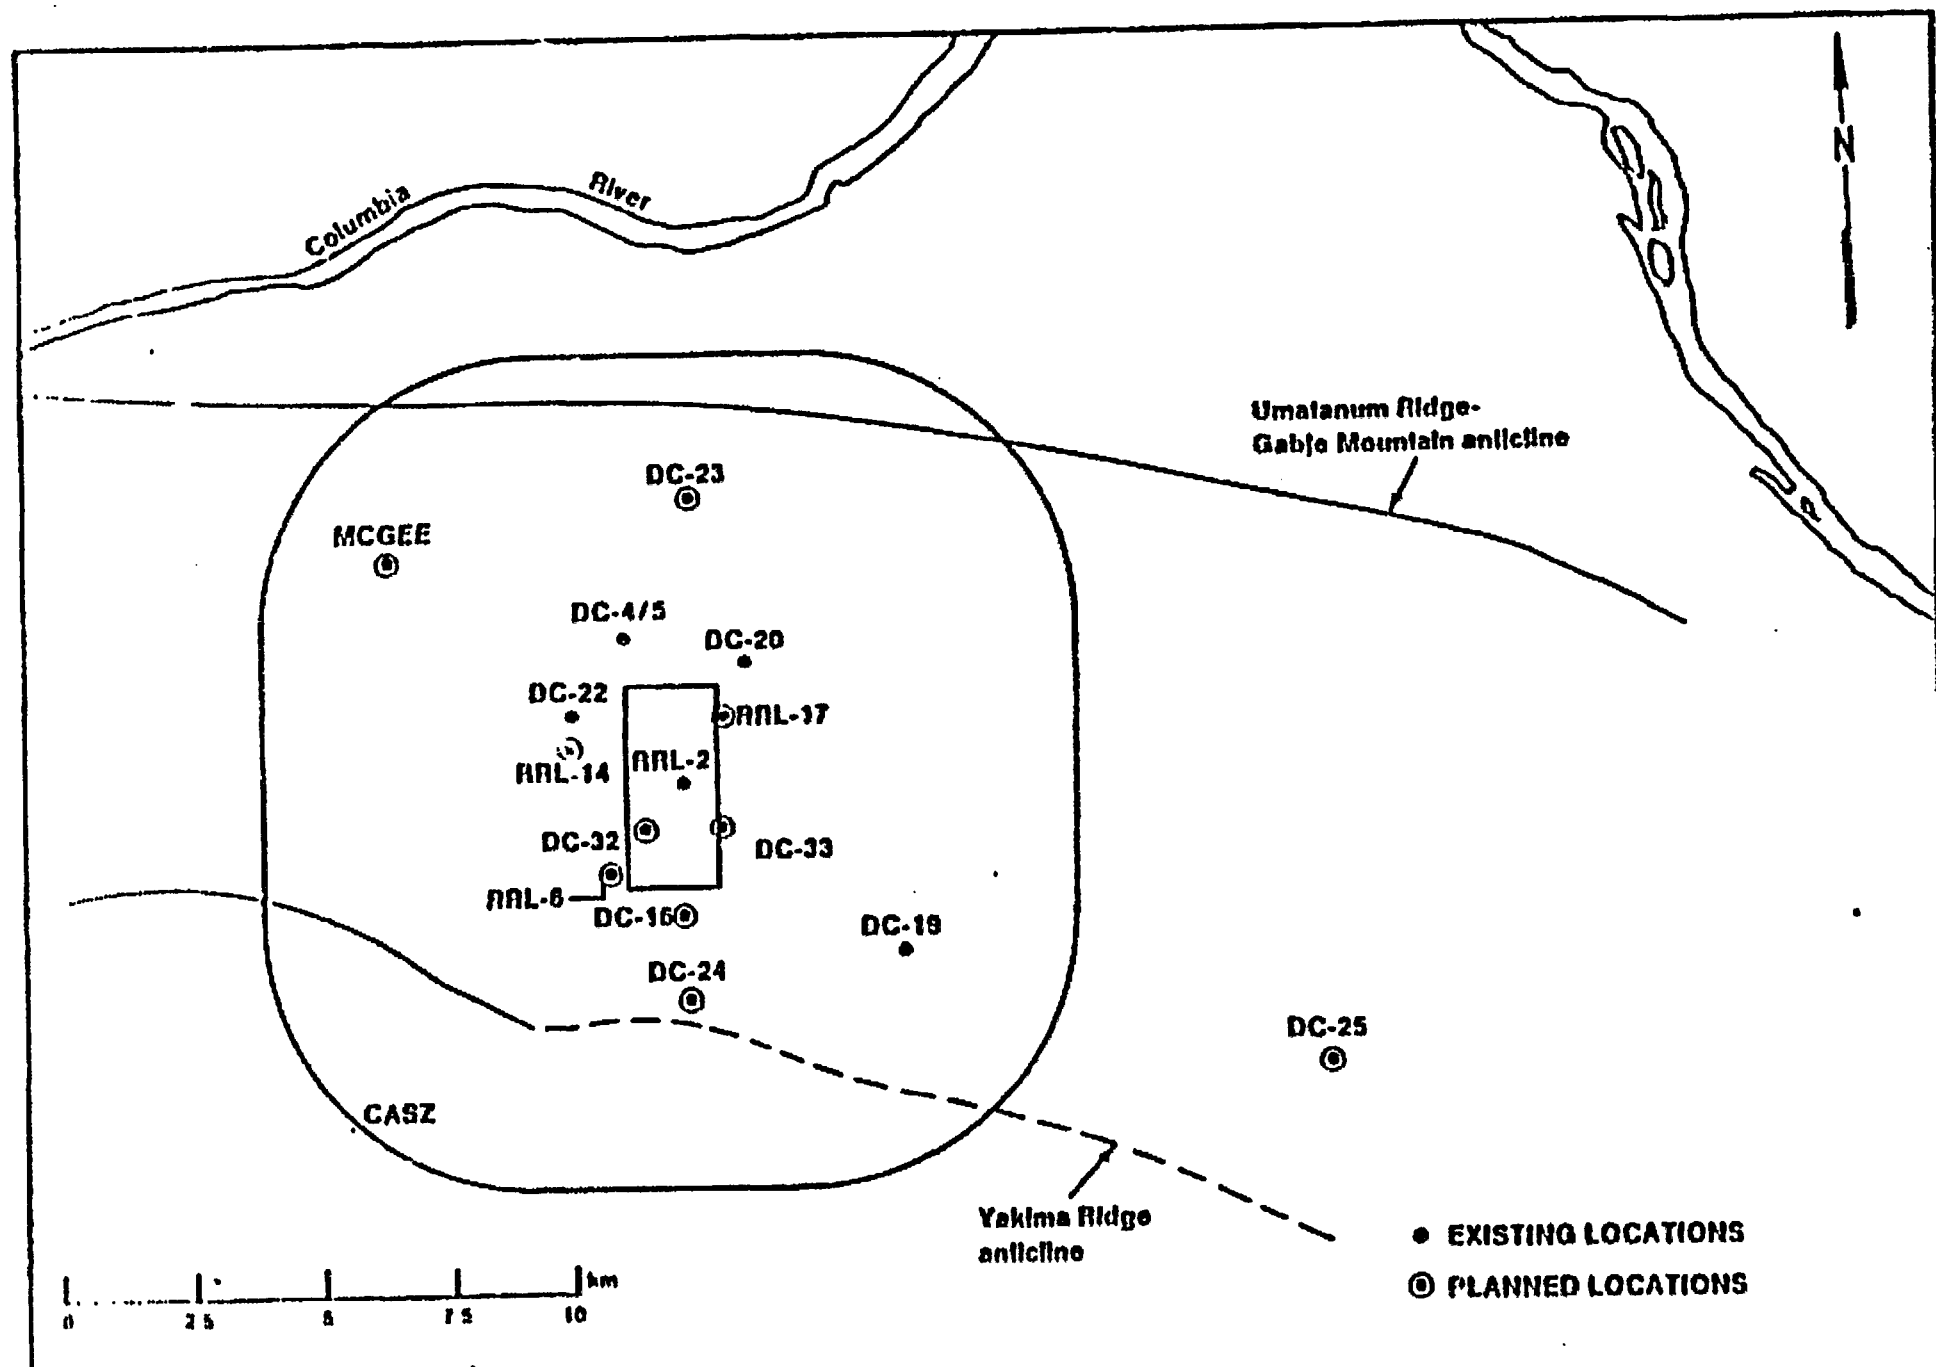 N
Columbia
River
Umatanum Ridge-
Gable Mountain anticline
DC-23
MCGEE
DC-4/5
DC-20
DC-22
RRL-17
RRL-14
RRL-2
DC-32
DC-33
RRL-6
DC-16
DC-19
DC-24
DC-25
CASZ
Yakima Ridge
anticline
EXISTING LOCATIONS
PLANNED LOCATIONS
km
0 2.5 5 7.5 10